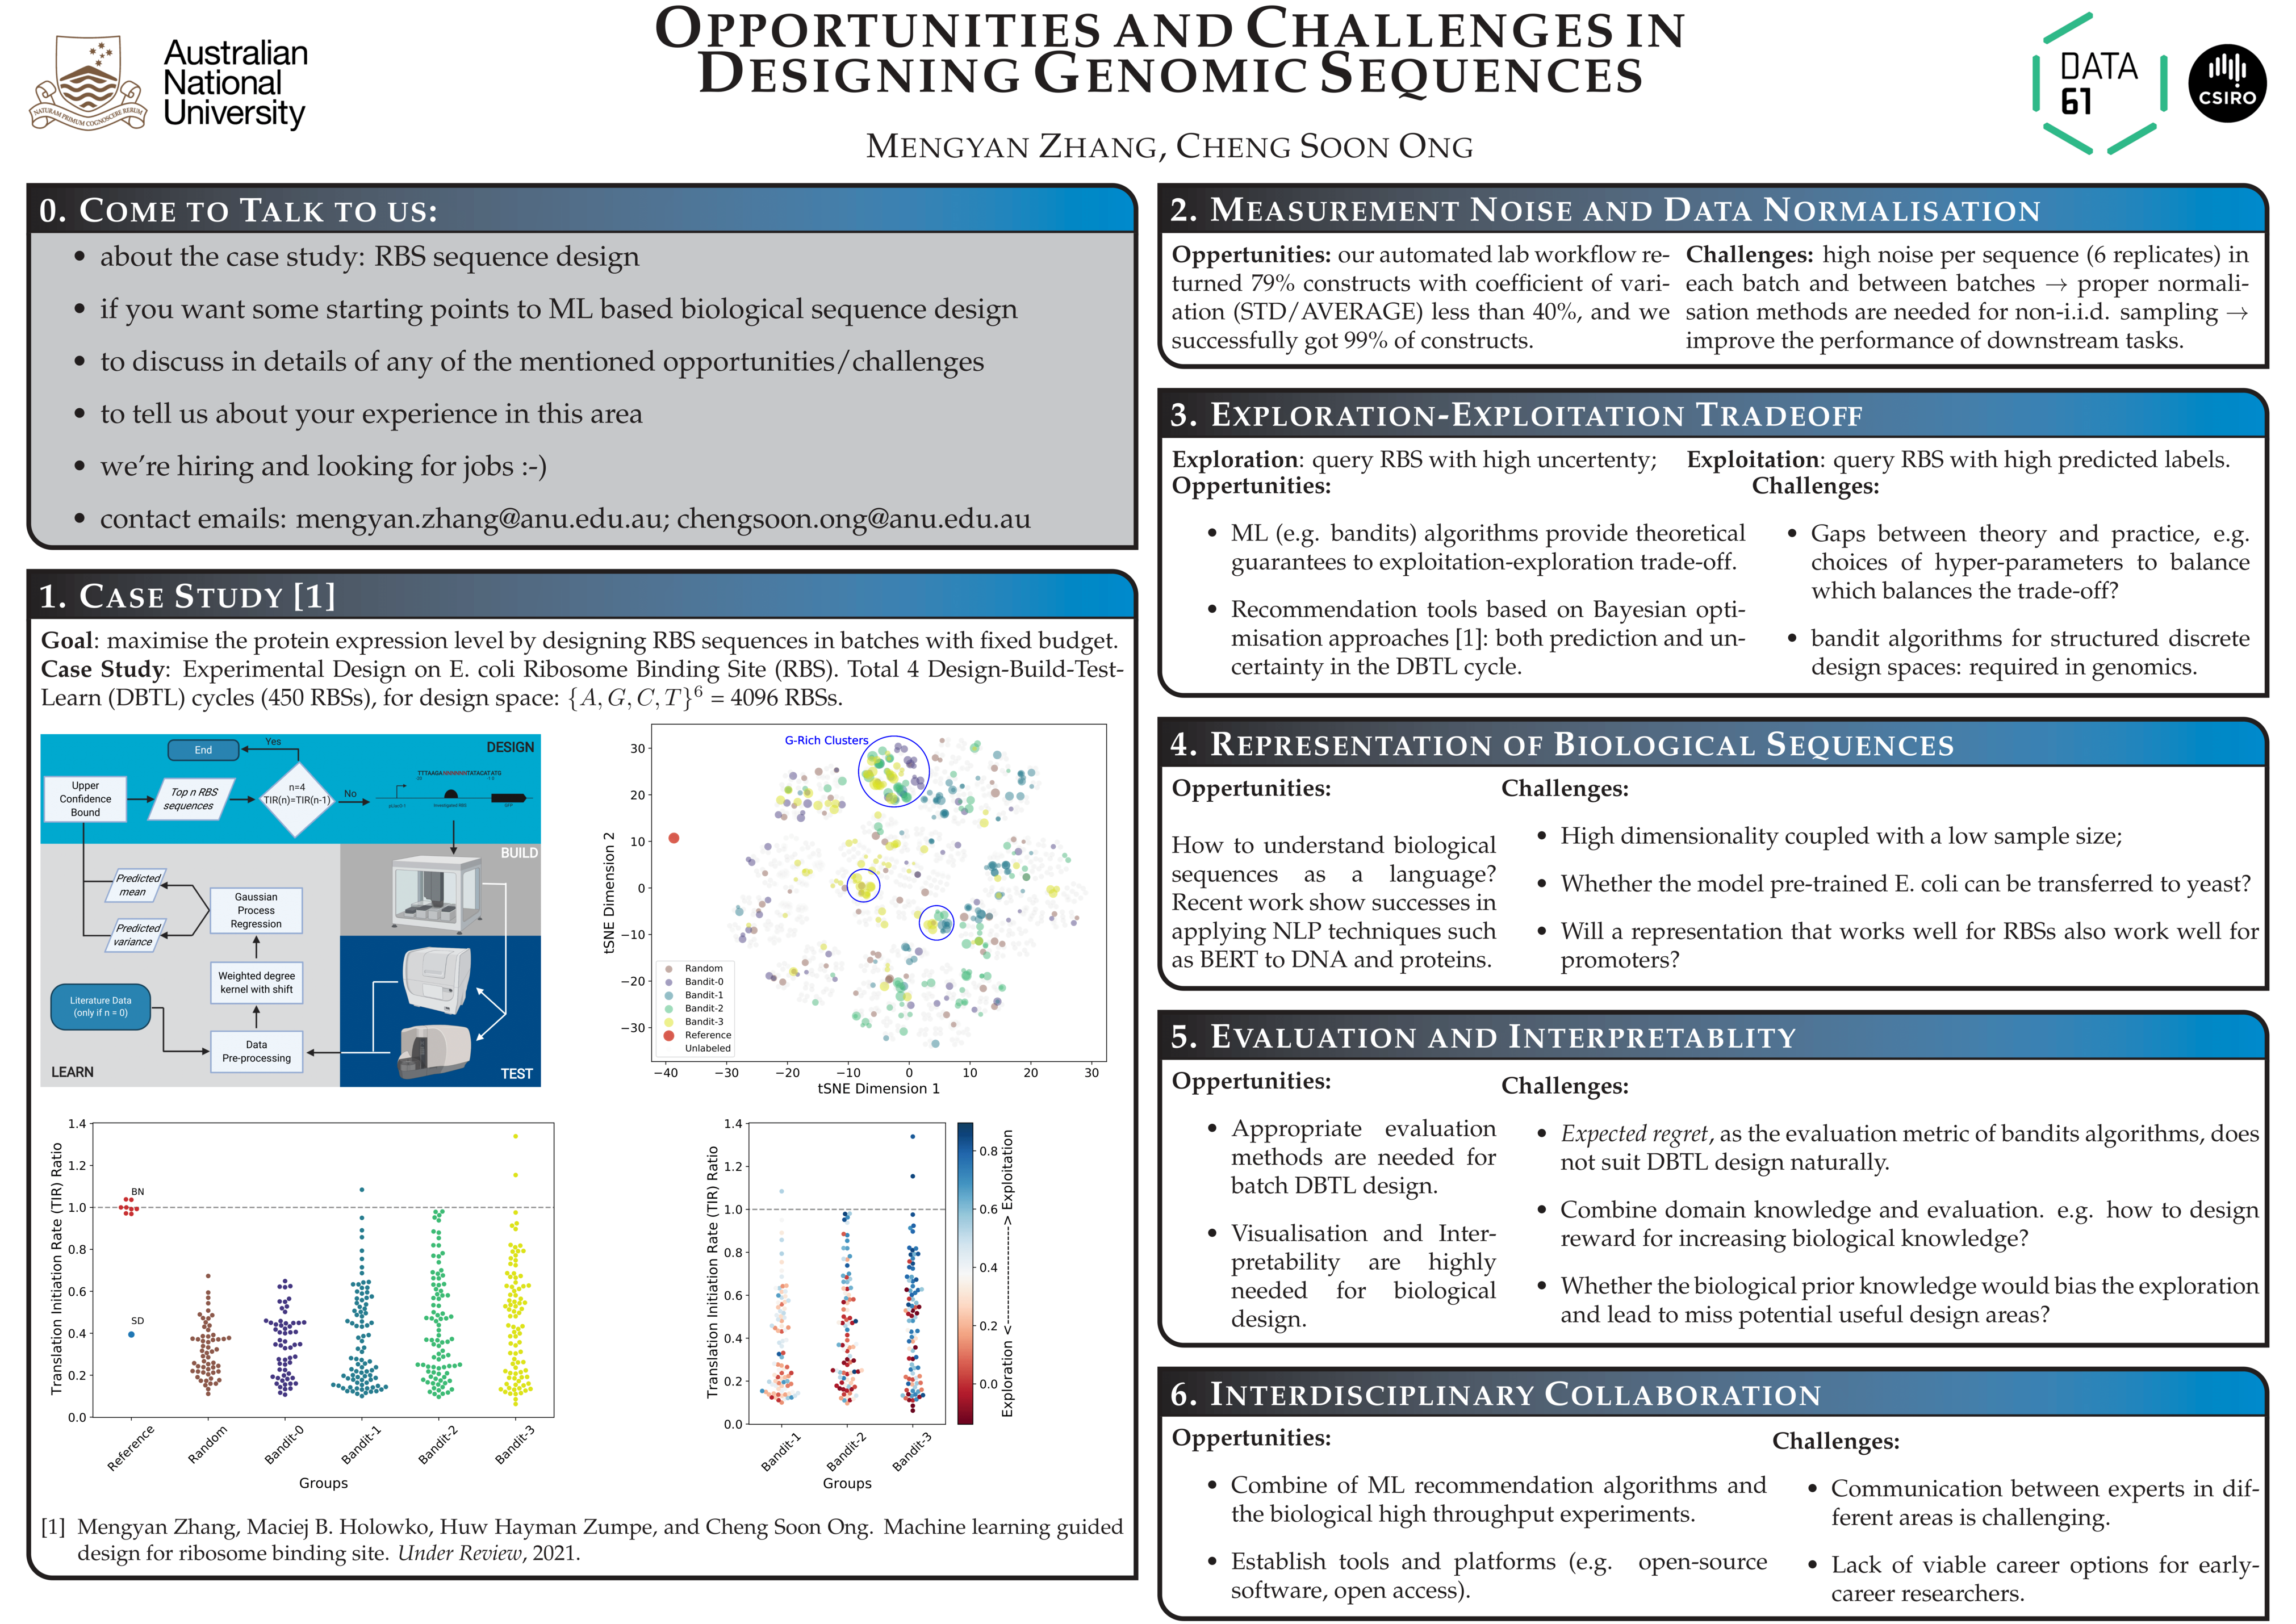 OPPORTUNITIES AND CHALLENGES IN
DESIGNING GENOMIC SEQUENCES
MENGYAN ZHANG, CHENG SOON ONG
Australian
National
University
NATURAM PRIMUM COGNOSCERE RERUM
DATA
61
CSIRO
0. COME TO TALK TO US:
• about the case study: RBS sequence design
• if you want some starting points to ML based biological sequence design
• to discuss in details of any of the mentioned opportunities/challenges
• to tell us about your experience in this area
• we're hiring and looking for jobs :-)
• contact emails: mengyan.zhang@anu.edu.au; chengsoon.ong@anu.edu.au
1. CASE STUDY [1]
Goal: maximise the protein expression level by designing RBS sequences in batches with fixed budget.
Case Study: Experimental Design on E. coli Ribosome Binding Site (RBS). Total 4 Design-Build-Test-
Learn (DBTL) cycles (450 RBSs), for design space: {A, G, C, T}⁶ = 4096 RBSs.
DESIGN
End
Yes
Upper
Confidence
Bound
Top n RBS
sequences
n=4
TIR(n)=TIR(n-1)
No
TTTAAGANNNNNNTATACATATG
Investigated RBS
GFP
BUILD
Predicted
mean
Predicted
variance
Gaussian
Process
Regression
Weighted degree
kernel with shift
Literature Data
(only if n = 0)
Data
Pre-processing
LEARN
TEST
G-Rich Clusters
tSNE Dimension 2
30
20
10
0
−10
−20
−30
Random
Bandit-0
Bandit-1
Bandit-2
Bandit-3
Reference
Unlabeled
−40 −30 −20 −10 0 10 20 30
tSNE Dimension 1
Translation Initiation Rate (TIR) Ratio
1.4
1.2
1.0
0.8
0.6
0.4
0.2
0.0
BN
SD
Reference Random Bandit-0 Bandit-1 Bandit-2 Bandit-3
Groups
Translation Initiation Rate (TIR) Ratio
1.4
1.2
1.0
0.8
0.6
0.4
0.2
0.0
Bandit-1 Bandit-2 Bandit-3
Groups
0.8
0.6
0.4
0.2
0.0
Exploration <--------------> Exploitation
[1] Mengyan Zhang, Maciej B. Holowko, Huw Hayman Zumpe, and Cheng Soon Ong. Machine learning guided
design for ribosome binding site. Under Review, 2021.
2. MEASUREMENT NOISE AND DATA NORMALISATION
Oppertunities: our automated lab workflow re-
turned 79% constructs with coefficient of vari-
ation (STD/AVERAGE) less than 40%, and we
successfully got 99% of constructs.
Challenges: high noise per sequence (6 replicates) in
each batch and between batches → proper normali-
sation methods are needed for non-i.i.d. sampling →
improve the performance of downstream tasks.
3. EXPLORATION-EXPLOITATION TRADEOFF
Exploration: query RBS with high uncertenty; Exploitation: query RBS with high predicted labels.
Opportunities:
• ML (e.g. bandits) algorithms provide theoretical
guarantees to exploitation-exploration trade-off.
• Recommendation tools based on Bayesian opti-
misation approaches [1]: both prediction and un-
certainty in the DBTL cycle.
Challenges:
• Gaps between theory and practice, e.g.
choices of hyper-parameters to balance
which balances the trade-off?
• bandit algorithms for structured discrete
design spaces: required in genomics.
4. REPRESENTATION OF BIOLOGICAL SEQUENCES
Opportunities:
How to understand biological
sequences as a language?
Recent work show successes in
applying NLP techniques such
as BERT to DNA and proteins.
Challenges:
• High dimensionality coupled with a low sample size;
• Whether the model pre-trained E. coli can be transferred to yeast?
• Will a representation that works well for RBSs also work well for
promoters?
5. EVALUATION AND INTERPRETABLITY
Opportunities:
• Appropriate evaluation
methods are needed for
batch DBTL design.
• Visualisation and Inter-
pretability are highly
needed for biological
design.
Challenges:
• Expected regret, as the evaluation metric of bandits algorithms, does
not suit DBTL design naturally.
• Combine domain knowledge and evaluation. e.g. how to design
reward for increasing biological knowledge?
• Whether the biological prior knowledge would bias the exploration
and lead to miss potential useful design areas?
6. INTERDISCIPLINARY COLLABORATION
Opportunities:
• Combine of ML recommendation algorithms and
the biological high throughput experiments.
• Establish tools and platforms (e.g. open-source
software, open access).
Challenges:
• Communication between experts in dif-
ferent areas is challenging.
• Lack of viable career options for early-
career researchers.